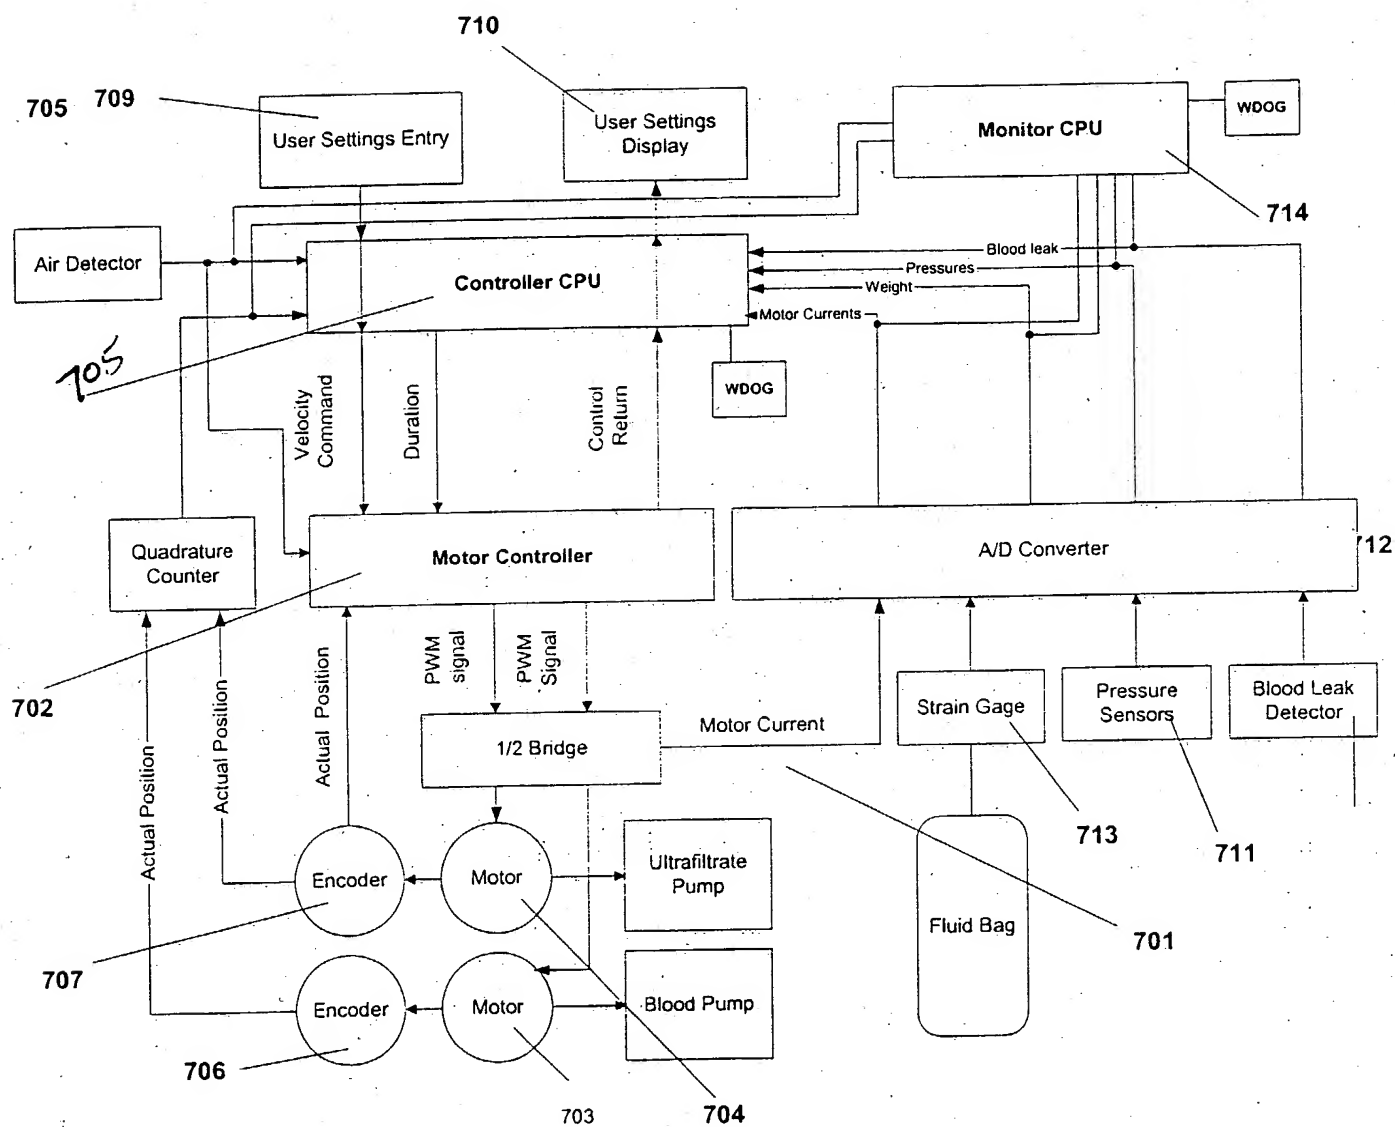 710
705 709
User Settings Entry
User Settings
Display
Monitor CPU
WDOG
714
Air Detector
Controller CPU
Blood leak
Pressures
Weight
Motor Currents
705
WDOG
Velocity
Command
Duration
Control
Return
Quadrature
Counter
Motor Controller
A/D Converter
712
702
Actual Position
Actual Position
Actual Position
PWM
signal
PWM
Signal
1/2 Bridge
Motor Current
Strain Gage
Pressure
Sensors
Blood Leak
Detector
713
711
701
Encoder
Motor
Ultrafiltrate
Pump
Fluid Bag
707
Encoder
Motor
Blood Pump
706
703
704